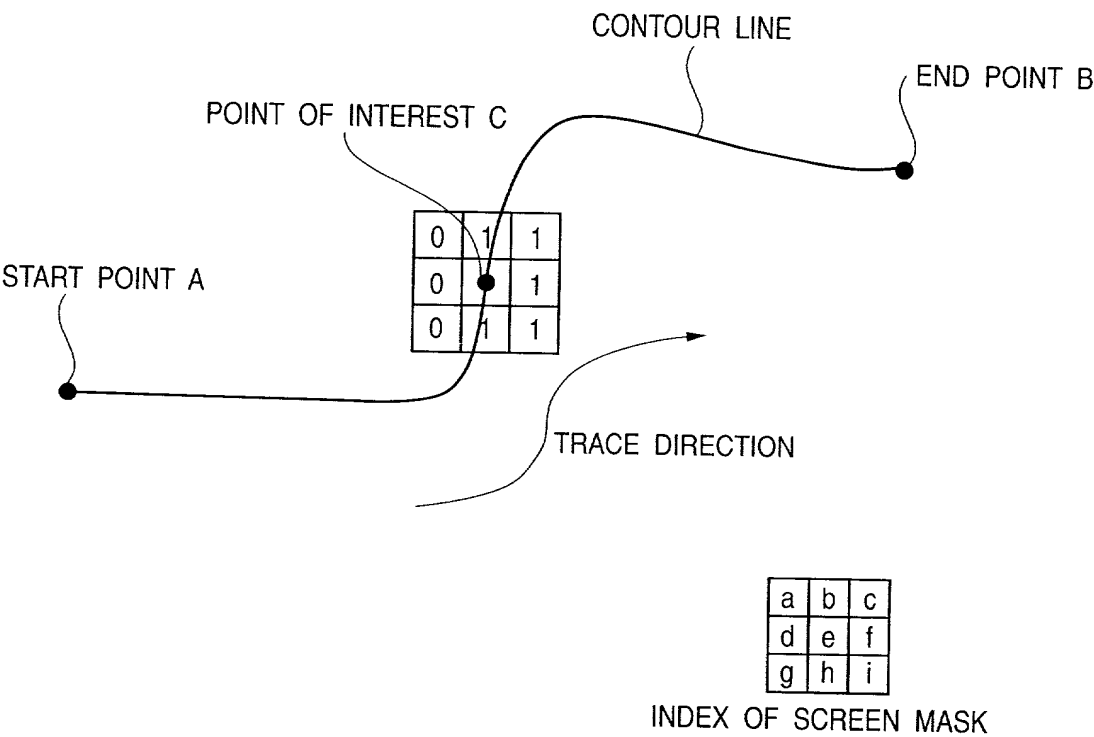 CONTOUR LINE
END POINT B
POINT OF INTEREST C
0 1 1
START POINT A
0 1
0 1 1
TRACE DIRECTION
a b c
d e f
g h i
INDEX OF SCREEN MASK